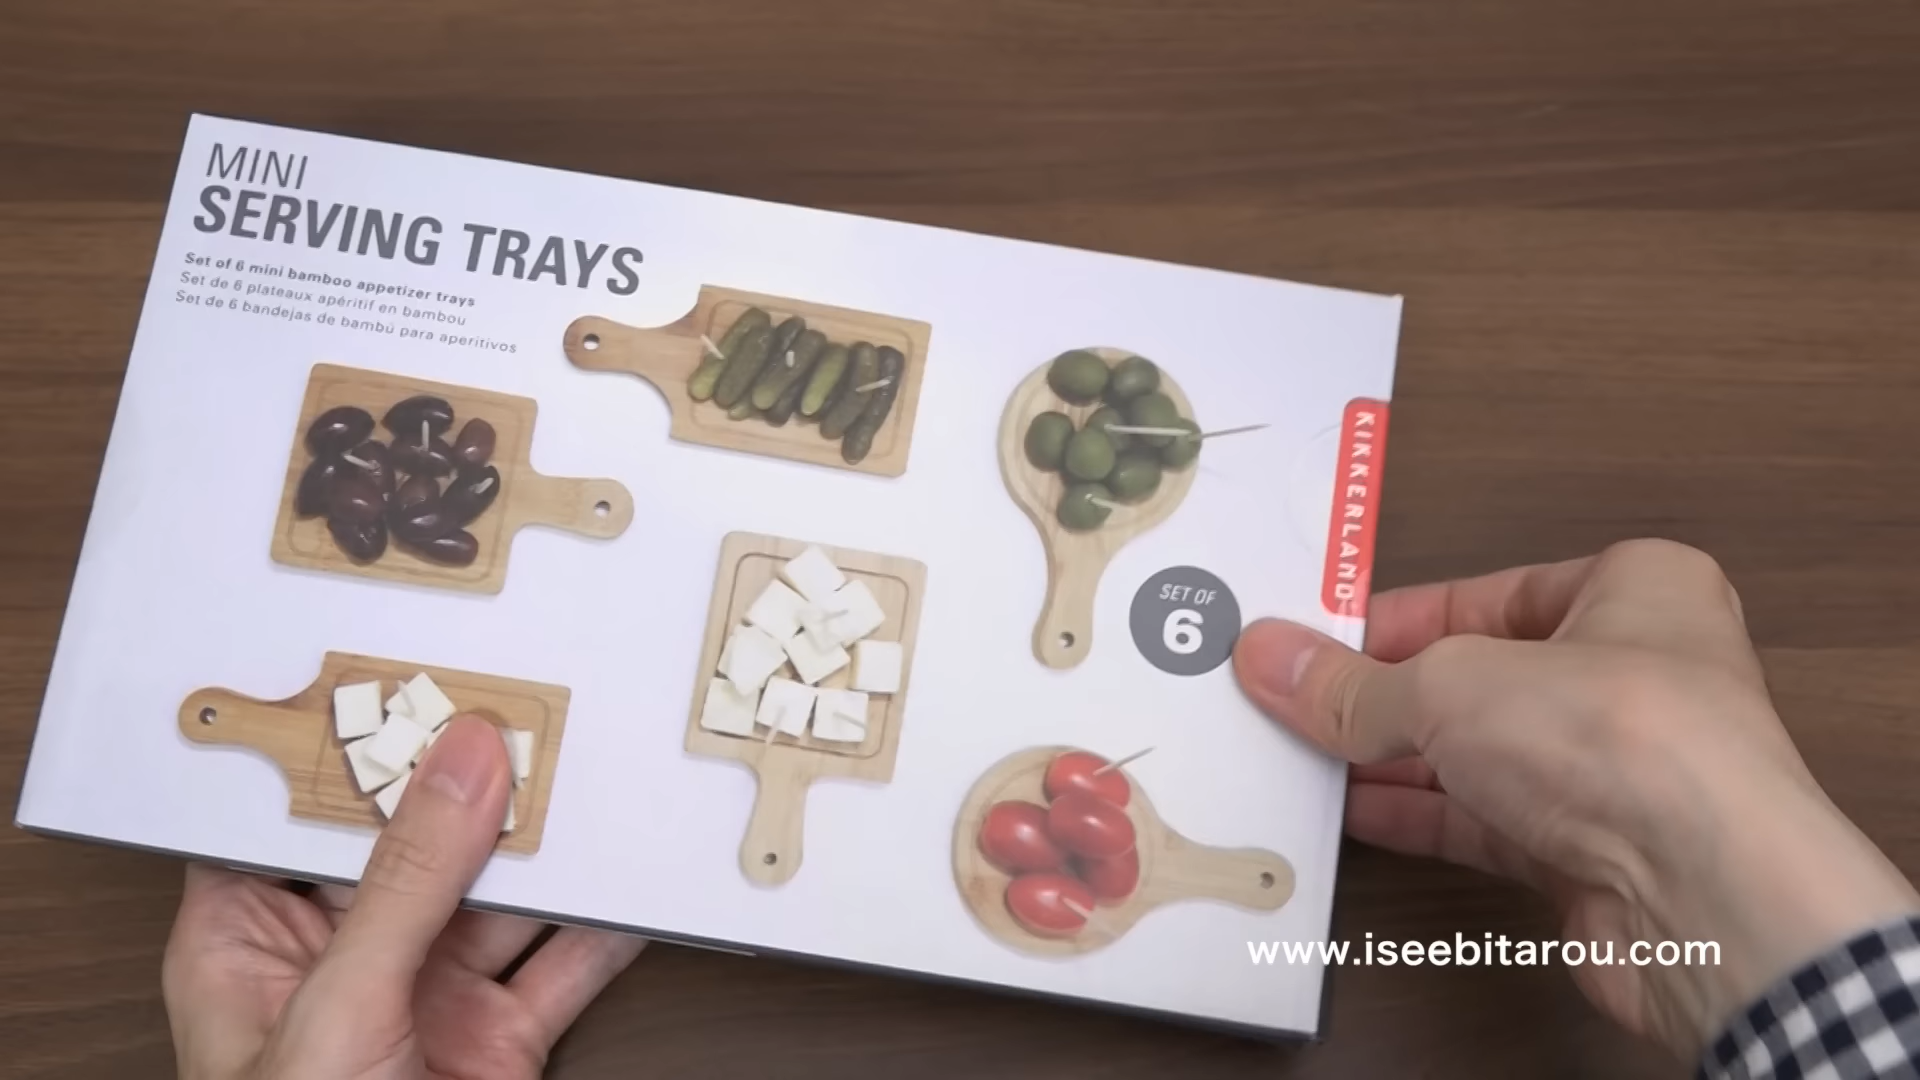 MINI
SERVING TRAYS
Set of 6 mini bamboo appetizer trays
Set de 6 plateaux apéritif en bambou
Set de 6 bandejas de bambù para aperitivos
KIKKERLAND
SET OF
6
www.iseebitarou.com